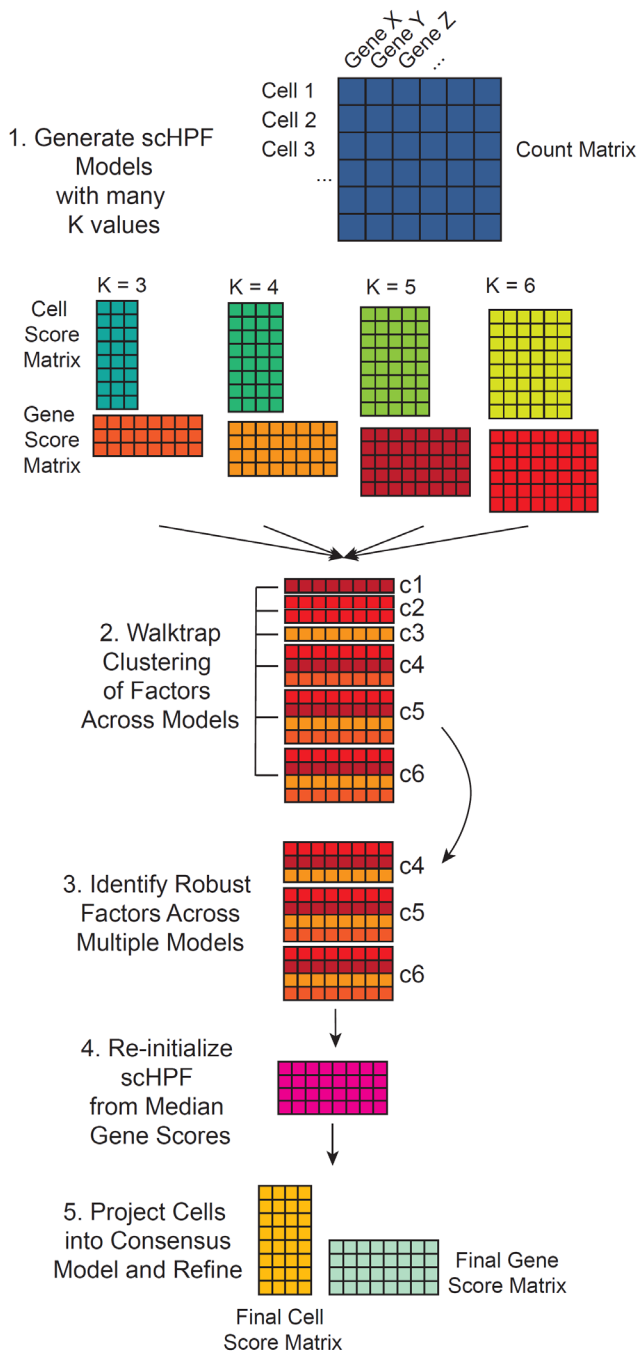 Gene X
Gene Y
Gene Z
...
Cell 1
Cell 2
Cell 3
...
1. Generate scHPF
Models
with many
K values
Count Matrix
K = 3
K = 4
K = 5
K = 6
Cell
Score
Matrix
Gene
Score
Matrix
2. Walktrap
Clustering
of Factors
Across Models
c1
c2
c3
c4
c5
c6
3. Identify Robust
Factors Across
Multiple Models
c4
c5
c6
4. Re-initialize
scHPF
from Median
Gene Scores
5. Project Cells
into Consensus
Model and Refine
Final Gene
Score Matrix
Final Cell
Score Matrix